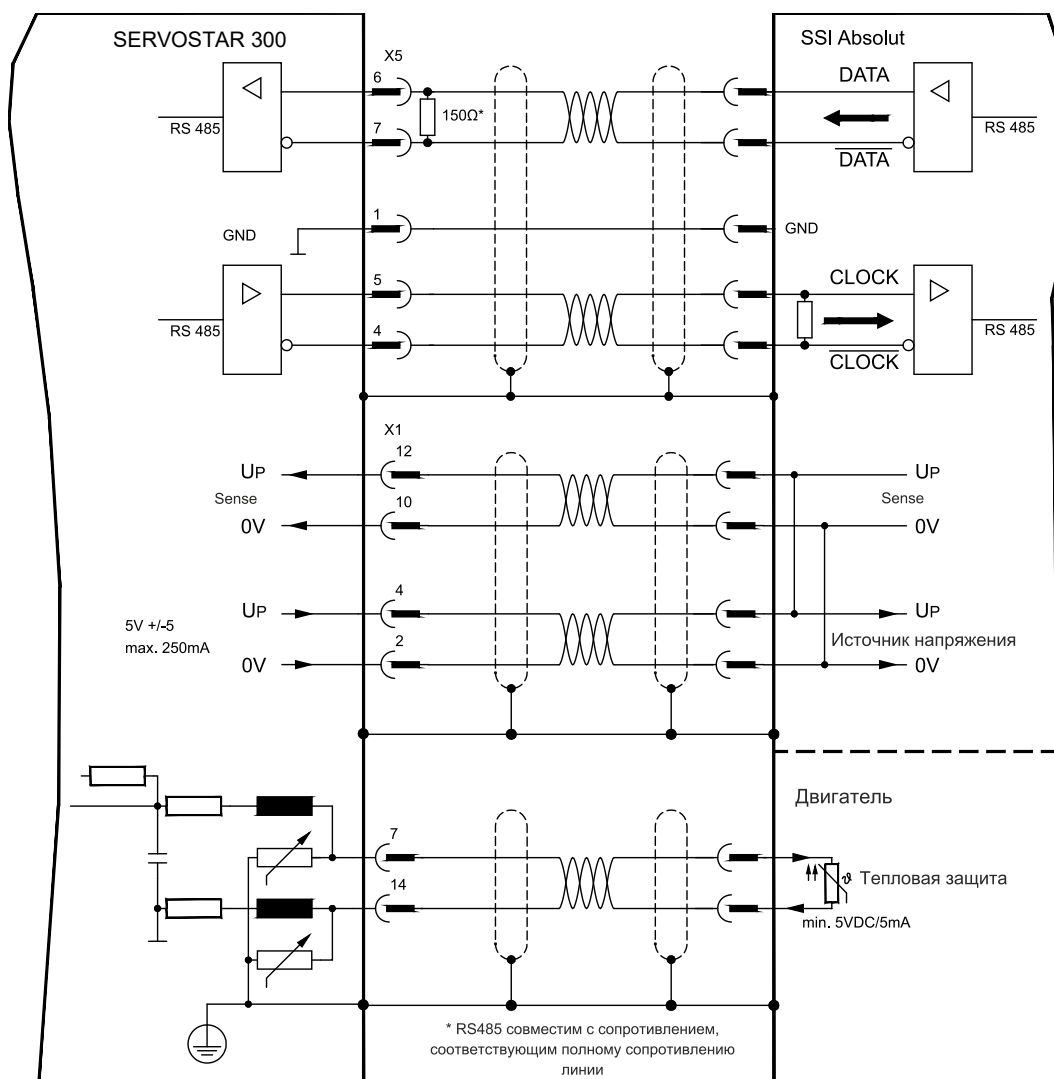 SERVOSTAR 300
SSI Absolut
X5
6
DATA
150Ω*
RS 485
RS 485
7
DATA
1
GND
GND
5
CLOCK
RS 485
RS 485
4
CLOCK
X1
12
UP
UP
Sense
Sense
10
0V
0V
4
UP
UP
5V +/-5
max. 250mA
Источник напряжения
2
0V
0V
Двигатель
7
ϑ Тепловая защита
14
min. 5VDC/5mA
* RS485 совместим с сопротивлением,
соответствующим полному сопротивлению
линии